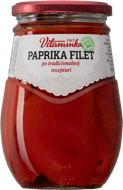 Vitaminka
PAPRIKA FILET
po tradicionalnoj
recepturi